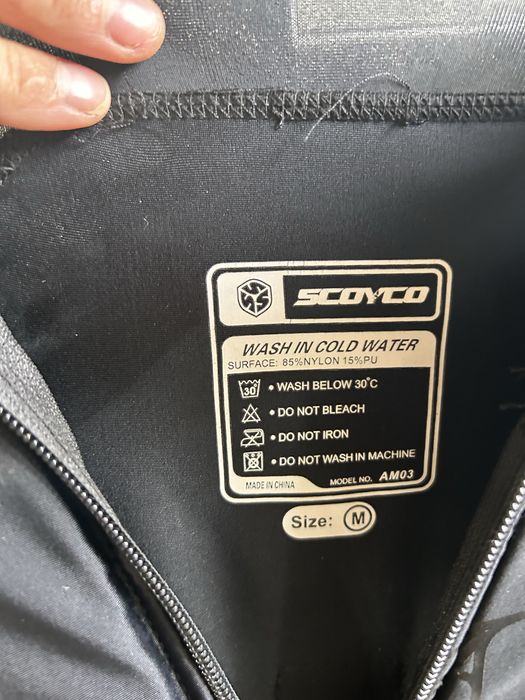 SCOYCO
WASH IN COLD WATER
SURFACE: 85%NYLON 15%PU
30° • WASH BELOW 30°C
• DO NOT BLEACH
• DO NOT IRON
• DO NOT WASH IN MACHINE
MADE IN CHINA MODEL NO. AM03
Size: M